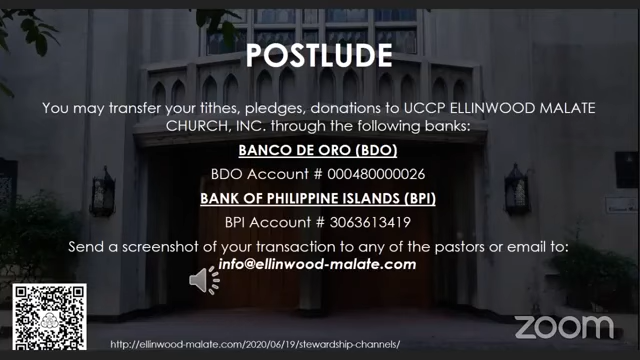 POSTLUDE
You may transfer your tithes, pledges, donations to UCCP ELLINWOOD MALATE
CHURCH, INC. through the following banks:
BANCO DE ORO (BDO)
BDO Account # 000480000026
BANK OF PHILIPPINE ISLANDS (BPI)
BPI Account # 3063613419
Send a screenshot of your transaction to any of the pastors or email to:
info@ellinwood-malate.com
zoom
http://ellinwood-malate.com/2020/06/19/stewardship-channels/